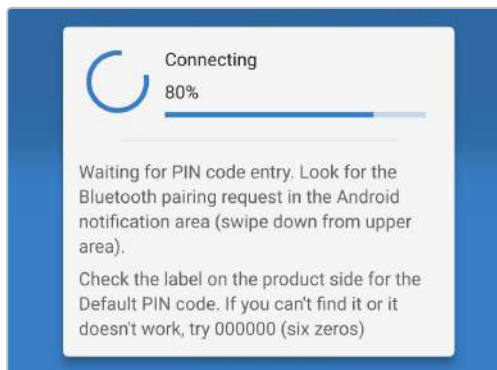 Connecting
80%
Waiting for PIN code entry. Look for the
Bluetooth pairing request in the Android
notification area (swipe down from upper
area).
Check the label on the product side for the
Default PIN code. If you can't find it or it
doesn't work, try 000000 (six zeros)